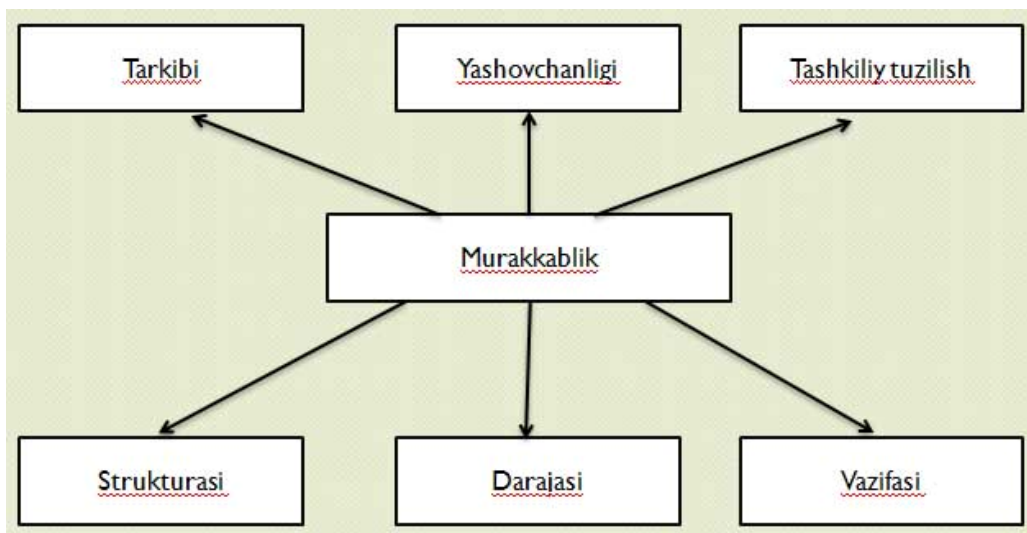 Tarkibi
Yashovchanligi
Tashkiliy tuzilish
Murakkablik
Strukturasi
Darajasi
Vazifasi